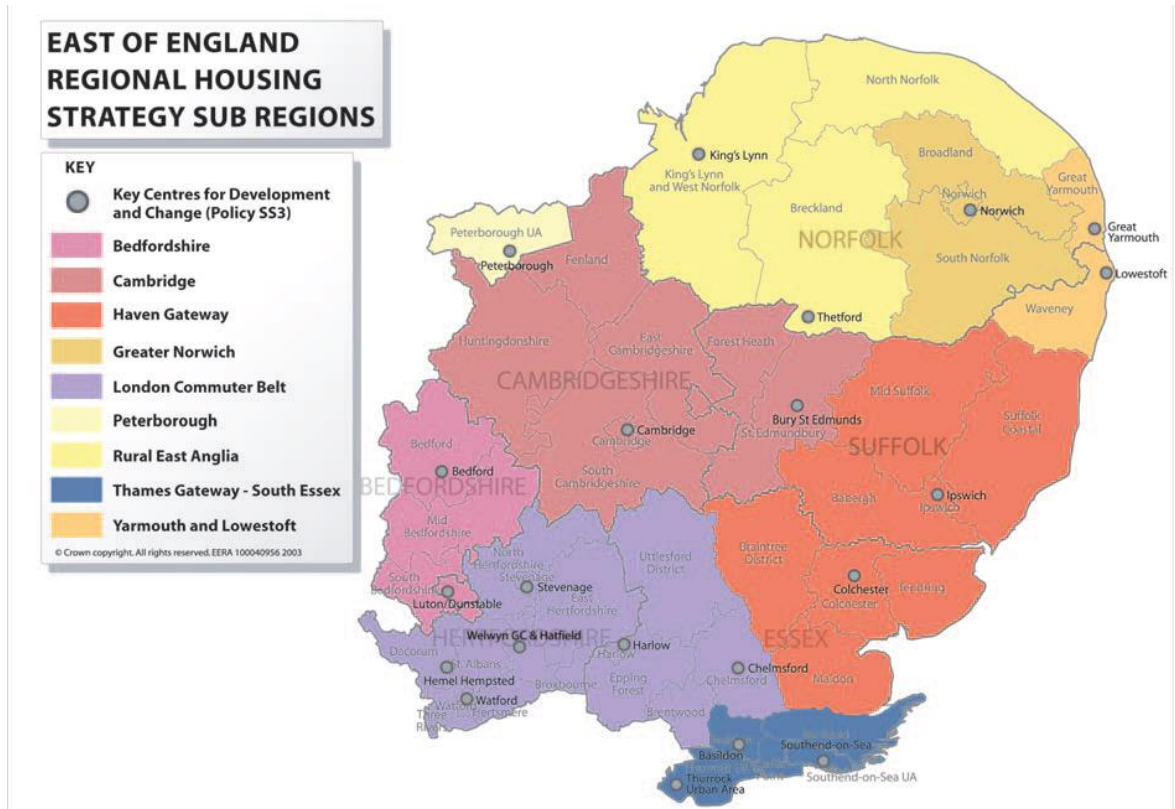 EAST OF ENGLAND
REGIONAL HOUSING
STRATEGY SUB REGIONS
KEY
Key Centres for Development
and Change (Policy SS3)
Bedfordshire
Cambridge
Haven Gateway
Greater Norwich
London Commuter Belt
Peterborough
Rural East Anglia
Thames Gateway - South Essex
Yarmouth and Lowestoft
© Crown copyright. All rights reserved. EERA 100040956 2003
North Norfolk
King's Lynn
King's Lynn
and West Norfolk
Broadland
Great
Yarmouth
Norwich
Norwich
Breckland
NORFOLK
Great
Yarmouth
South Norfolk
Lowestoft
Waveney
Thetford
Peterborough UA
Peterborough
Fenland
Huntingdonshire
East
Cambridgeshire
Forest Heath
CAMBRIDGESHIRE
Mid Suffolk
Suffolk
Coastal
Bury St Edmunds
St Edmundsbury
Cambridge
Cambridge
SUFFOLK
Bedford
Bedford
BEDFORDSHIRE
South
Cambridgeshire
Babergh
Ipswich
Ipswich
Mid
Bedfordshire
North
Hertfordshire
Stevenage
Stevenage
Uttlesford
District
Braintree
District
South
Bedfordshire
Luton/Dunstable
East
Hertfordshire
Colchester
Colchester
Tendring
Welwyn GC & Hatfield
HERTFORDSHIRE
Harlow
Harlow
ESSEX
Dacorum
St. Albans
Hemel Hempsted
Broxbourne
Epping
Forest
Chelmsford
Chelmsford
Maldon
Watford
Watford
Three
Rivers
Hertsmere
Brentwood
Basildon
Southend-on-Sea
Southend-on-Sea UA
Thurrock
Urban Area